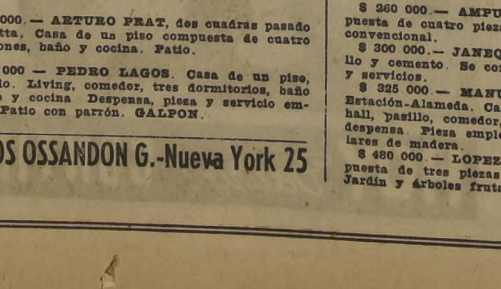 000.— ARTURO PRAT, dos cuadras pasado
tta. Casa de un piso compuesta de cuatro
ones, baño y cocina. Patio.
000 — PEDRO LAGOS. Casa de un piso,
lo. Living, comedor, tres dormitorios, baño
y cocina Despensa, pieza y servicio em-
Patio con parrón. GALPON.
OS OSSANDON G.-Nueva York 25
$ 260 000.— AMPU
puesta de cuatro piez
convencional.
$ 300 000.— JANEQ
llo y cemento. Se co
y servicios.
$ 325 000.— MANU
Estación-Alameda. Ca
hall, pasillo, comedor,
despensa. Pieza emple
lares de madera.
$ 480 000.— LOPEZ
puesta de tres piezas
Jardín y árboles fruta